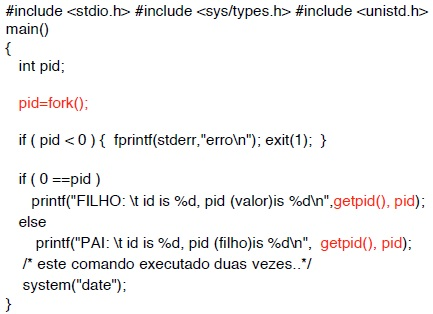 #include <stdio.h> #include <sys/types.h> #include <unistd.h>
main()
{
int pid;
pid=fork();
if ( pid < 0 ) { fprintf(stderr,"erro\n"); exit(1); }
if ( 0 ==pid )
printf("FILHO: \t id is %d, pid (valor)is %d\n",getpid(), pid);
else
printf("PAI: \t id is %d, pid (filho)is %d\n", getpid(), pid);
/* este comando executado duas vezes..*/
system("date");
}